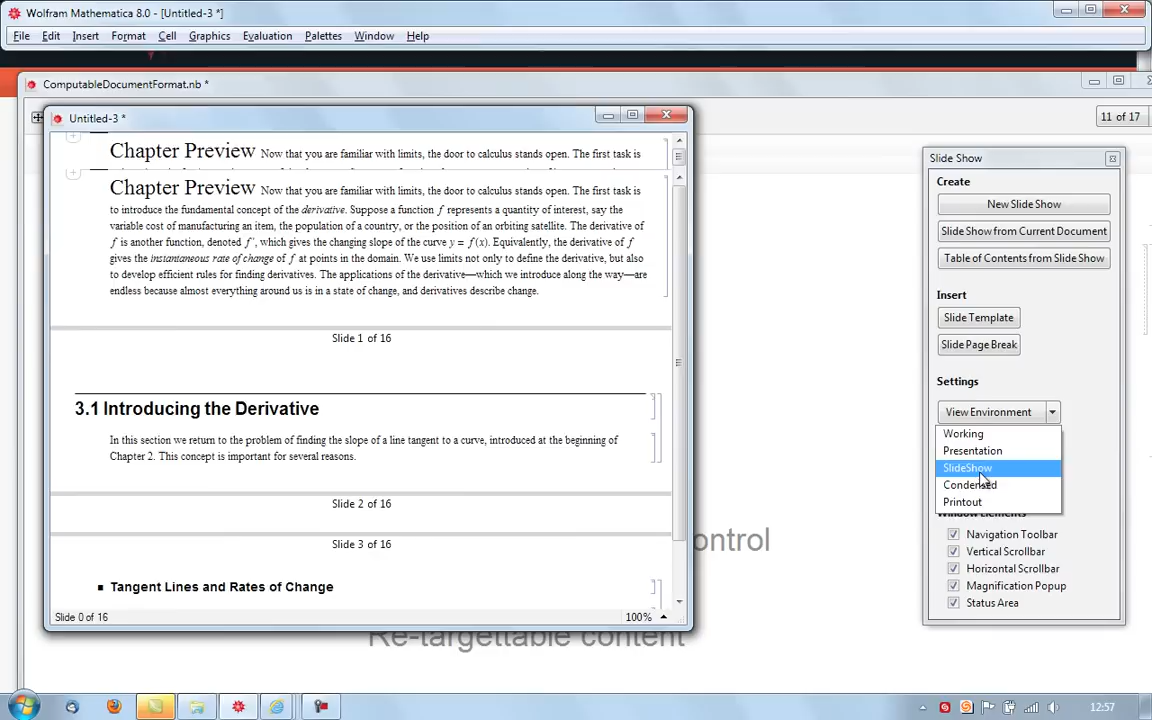 Wolfram Mathematica 8.0 - [Untitled-3 *]
File Edit Insert Format Cell Graphics Evaluation Palettes Window Help
ComputableDocumentFormat.nb *
11 of 17
Untitled-3 *
Chapter Preview Now that you are familiar with limits, the door to calculus stands open. The first task is
Chapter Preview Now that you are familiar with limits, the door to calculus stands open. The first task is
to introduce the fundamental concept of the derivative. Suppose a function f represents a quantity of interest, say the
variable cost of manufacturing an item, the population of a country, or the position of an orbiting satellite. The derivative of
f is another function, denoted f', which gives the changing slope of the curve y = f(x). Equivalently, the derivative of f
gives the instantaneous rate of change of f at points in the domain. We use limits not only to define the derivative, but also
to develop efficient rules for finding derivatives. The applications of the derivative—which we introduce along the way—are
endless because almost everything around us is in a state of change, and derivatives describe change.
Slide 1 of 16
3.1 Introducing the Derivative
In this section we return to the problem of finding the slope of a line tangent to a curve, introduced at the beginning of
Chapter 2. This concept is important for several reasons.
Slide 2 of 16
Slide 3 of 16
▪ Tangent Lines and Rates of Change
Slide 0 of 16
100%
ontrol
Re-targettable content
Slide Show
Create
New Slide Show
Slide Show from Current Document
Table of Contents from Slide Show
Insert
Slide Template
Slide Page Break
Settings
View Environment
Working
Presentation
SlideShow
Condensed
Printout
Window Elements
Navigation Toolbar
Vertical Scrollbar
Horizontal Scrollbar
Magnification Popup
Status Area
12:57